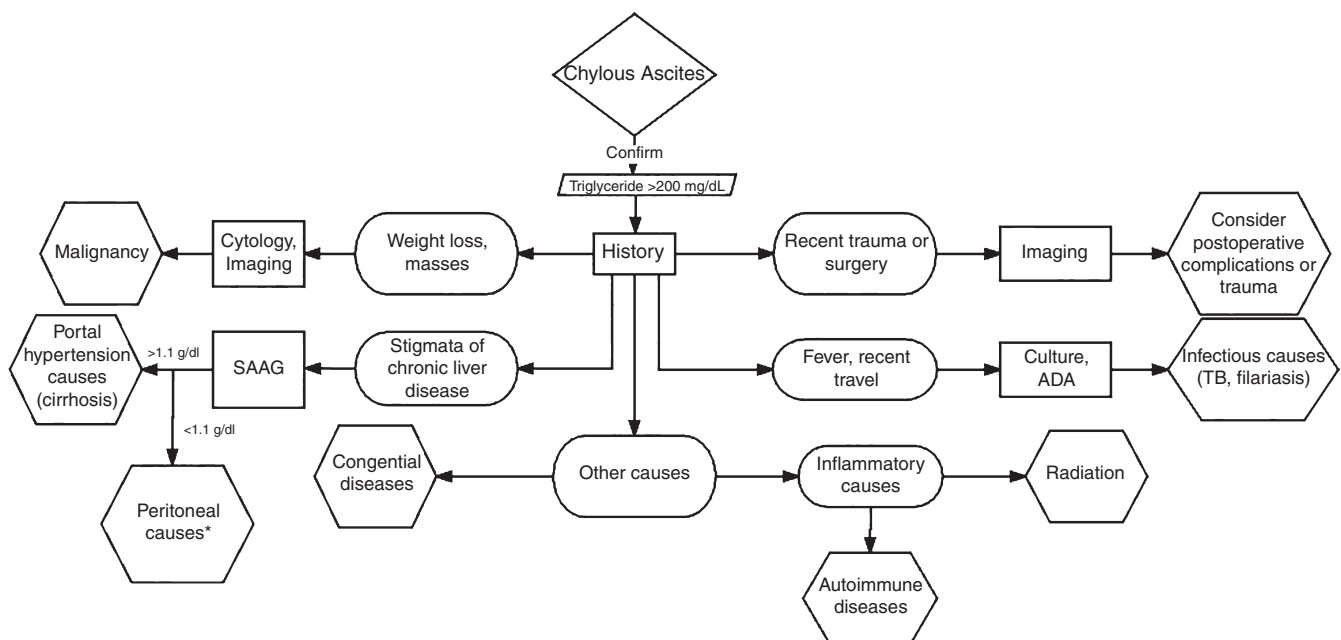 Chylous Ascites
Confirm
Triglyceride >200 mg/dL
Malignancy
Cytology,
Imaging
Weight loss,
masses
History
Recent trauma or
surgery
Imaging
Consider
postoperative
complications or
trauma
Portal
hypertension
causes
(cirrhosis)
>1.1 g/dl
SAAG
Stigmata of
chronic liver
disease
Fever, recent
travel
Culture,
ADA
Infectious causes
(TB, filariasis)
<1.1 g/dl
Peritoneal
causes*
Congential
diseases
Other causes
Inflammatory
causes
Radiation
Autoimmune
diseases